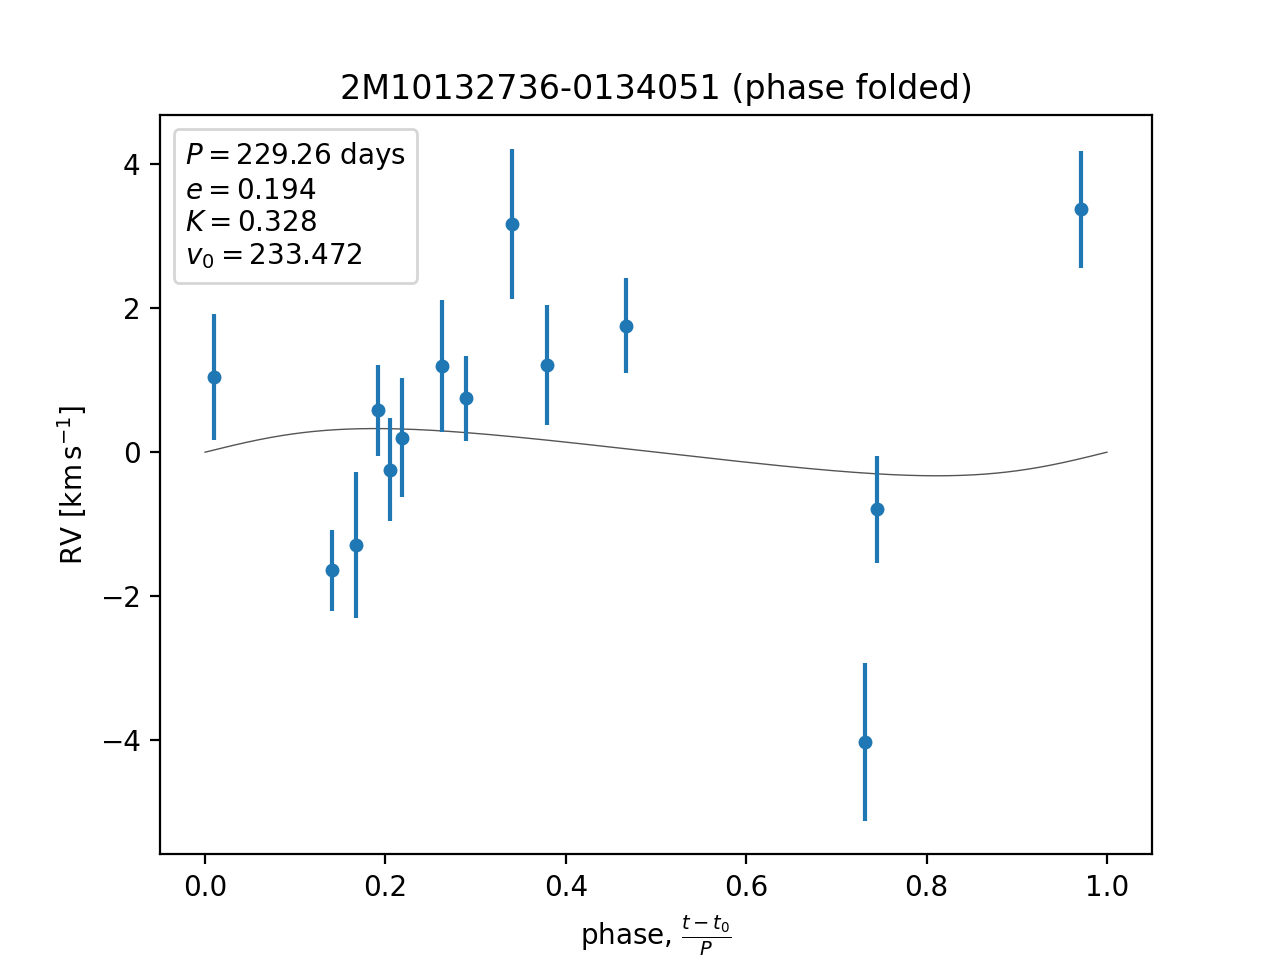 2M10132736-0134051 (phase folded)
P = 229.26 days
e = 0.194
K = 0.328
v₀ = 233.472
4
2
0
−2
−4
RV [km s⁻¹]
0.0 0.2 0.4 0.6 0.8 1.0
phase, (t − t₀)/P